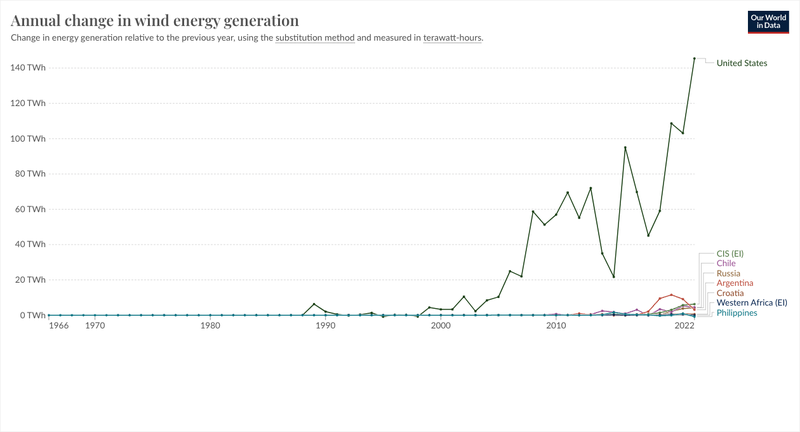 Annual change in wind energy generation
Change in energy generation relative to the previous year, using the substitution method and measured in terawatt-hours.
Our World
in Data
140 TWh
120 TWh
100 TWh
80 TWh
60 TWh
40 TWh
20 TWh
0 TWh
1966
1970
1980
1990
2000
2010
2022
United States
CIS (EI)
Chile
Russia
Argentina
Croatia
Western Africa (EI)
Philippines